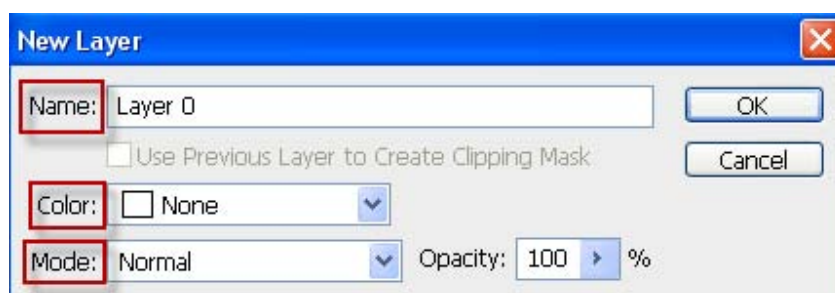 New Layer
Name: Layer 0 OK
Use Previous Layer to Create Clipping Mask Cancel
Color: None
Mode: Normal Opacity: 100 %